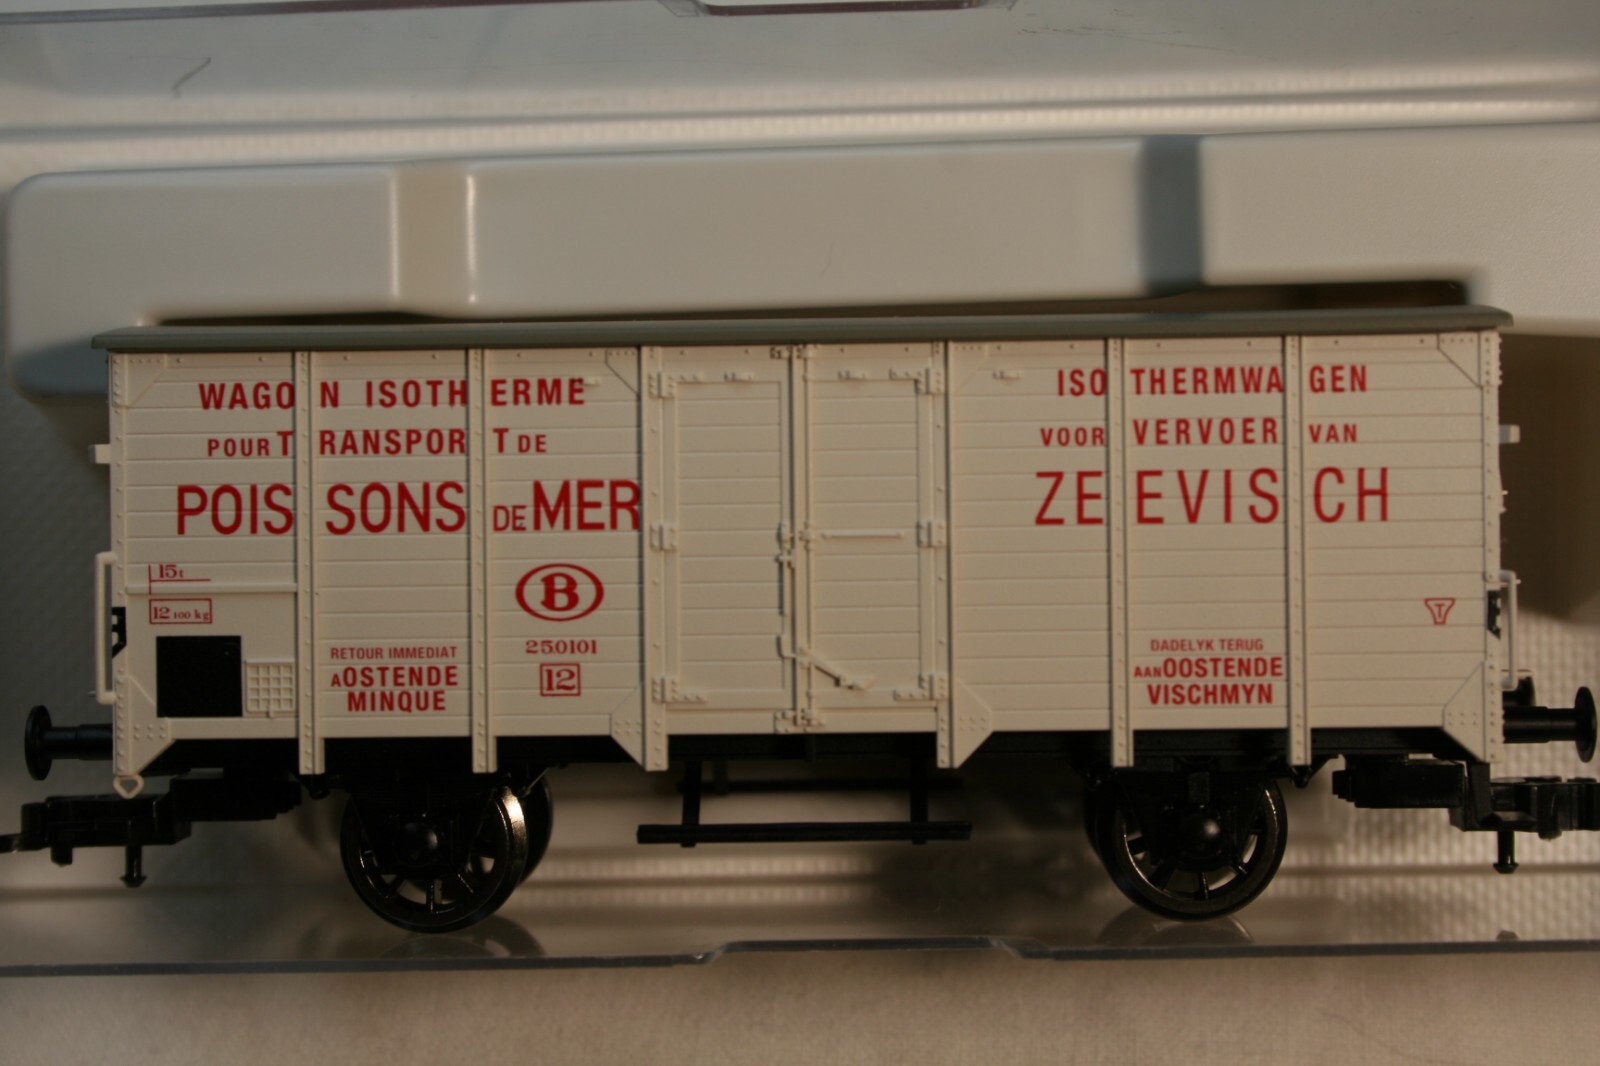 WAGON ISOTHERME
POUR TRANSPORT DE
POISSONS DE MER
15t
12 100 kg
B
250101
12
RETOUR IMMEDIAT
A OSTENDE
MINQUE
ISOTHERMWAGEN
VOOR VERVOER VAN
ZEEVISCH
T
DADELYK TERUG
AAN OOSTENDE
VISCHMYN